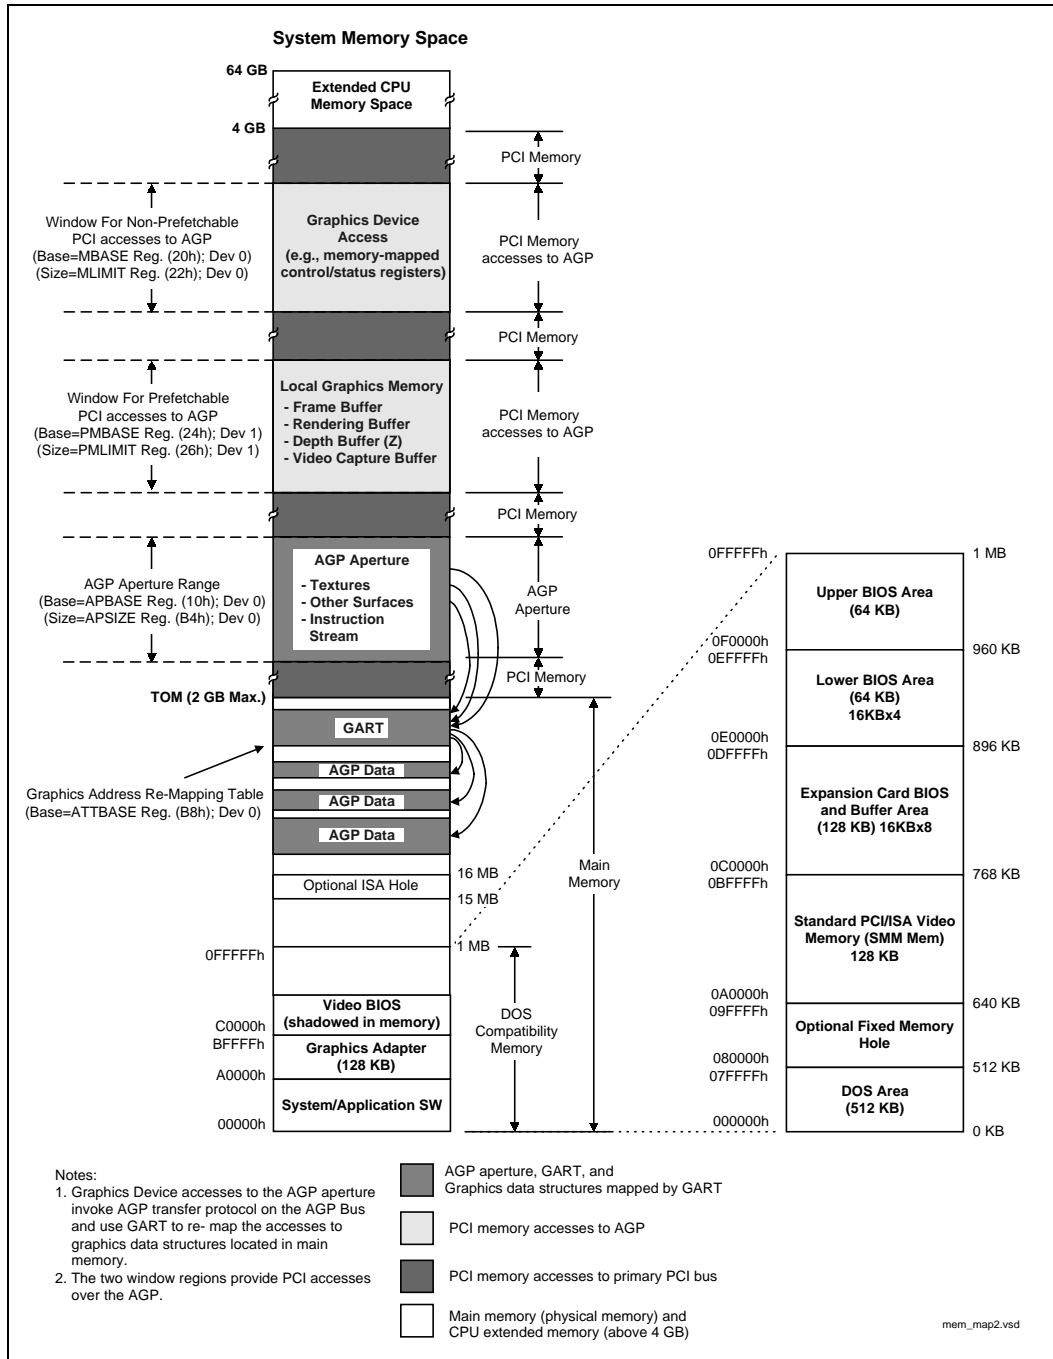 System Memory Space
64 GB
Extended CPU
Memory Space
4 GB
PCI Memory
Window For Non-Prefetchable
PCI accesses to AGP
(Base=MBASE Reg. (20h); Dev 0)
(Size=MLIMIT Reg. (22h); Dev 0)
Graphics Device
Access
(e.g., memory-mapped
control/status registers)
PCI Memory
accesses to AGP
PCI Memory
Window For Prefetchable
PCI accesses to AGP
(Base=PMBASE Reg. (24h); Dev 1)
(Size=PMLIMIT Reg. (26h); Dev 1)
Local Graphics Memory
- Frame Buffer
- Rendering Buffer
- Depth Buffer (Z)
- Video Capture Buffer
PCI Memory
accesses to AGP
PCI Memory
AGP Aperture Range
(Base=APBASE Reg. (10h); Dev 0)
(Size=APSIZE Reg. (B4h); Dev 0)
AGP Aperture
- Textures
- Other Surfaces
- Instruction
Stream
AGP
Aperture
PCI Memory
TOM (2 GB Max.)
GART
AGP Data
AGP Data
AGP Data
Graphics Address Re-Mapping Table
(Base=ATTBASE Reg. (B8h); Dev 0)
Main
Memory
16 MB
Optional ISA Hole
15 MB
1 MB
0FFFFFh
Video BIOS
(shadowed in memory)
C0000h
BFFFFh
Graphics Adapter
(128 KB)
A0000h
System/Application SW
00000h
DOS
Compatibility
Memory
0FFFFFh
1 MB
Upper BIOS Area
(64 KB)
0F0000h
0EFFFFh
960 KB
Lower BIOS Area
(64 KB)
16KBx4
0E0000h
0DFFFFh
896 KB
Expansion Card BIOS
and Buffer Area
(128 KB) 16KBx8
0C0000h
0BFFFFh
768 KB
Standard PCI/ISA Video
Memory (SMM Mem)
128 KB
0A0000h
09FFFFh
640 KB
Optional Fixed Memory
Hole
080000h
07FFFFh
512 KB
DOS Area
(512 KB)
000000h
0 KB
Notes:
1. Graphics Device accesses to the AGP aperture
invoke AGP transfer protocol on the AGP Bus
and use GART to re- map the accesses to
graphics data structures located in main
memory.
2. The two window regions provide PCI accesses
over the AGP.
AGP aperture, GART, and
Graphics data structures mapped by GART
PCI memory accesses to AGP
PCI memory accesses to primary PCI bus
Main memory (physical memory) and
CPU extended memory (above 4 GB)
mem_map2.vsd